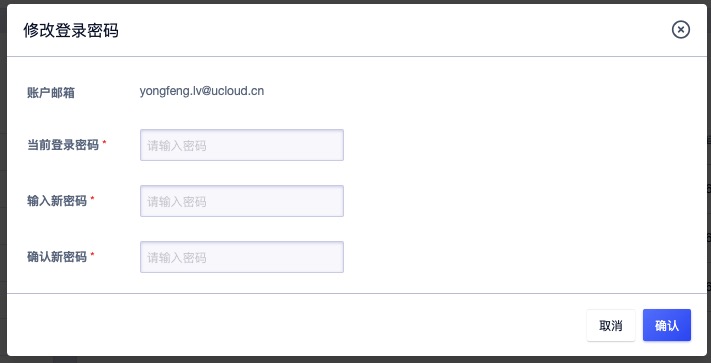 修改登录密码
账户邮箱 yongfeng.lv@ucloud.cn
当前登录密码 * 请输入密码
输入新密码 * 请输入密码
确认新密码 * 请输入密码
取消 确认